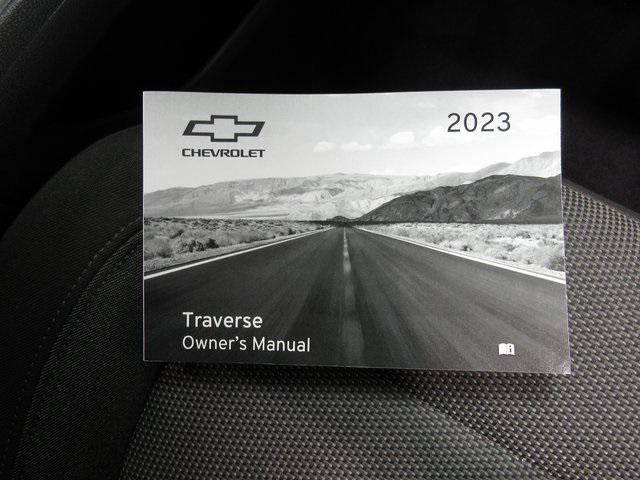 2023
CHEVROLET
Traverse
Owner's Manual